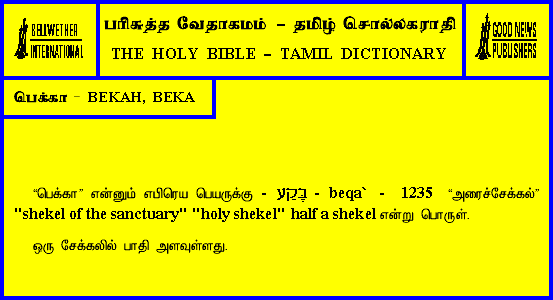 BELLWETHER
INTERNATIONAL
பரிசுத்த வேதாகமம் – தமிழ் சொல்லகராதி
THE HOLY BIBLE – TAMIL DICTIONARY
GOOD NEWS
PUBLISHERS
பெக்கா - BEKAH, BEKA
“பெக்கா” என்னும் எபிரெய பெயருக்கு - בֶּקַע - beqa` - 1235 “அரைச்சேக்கல்”
"shekel of the sanctuary" "holy shekel" half a shekel என்று பொருள்.
ஒரு சேக்கலில் பாதி அளவுள்ளது.